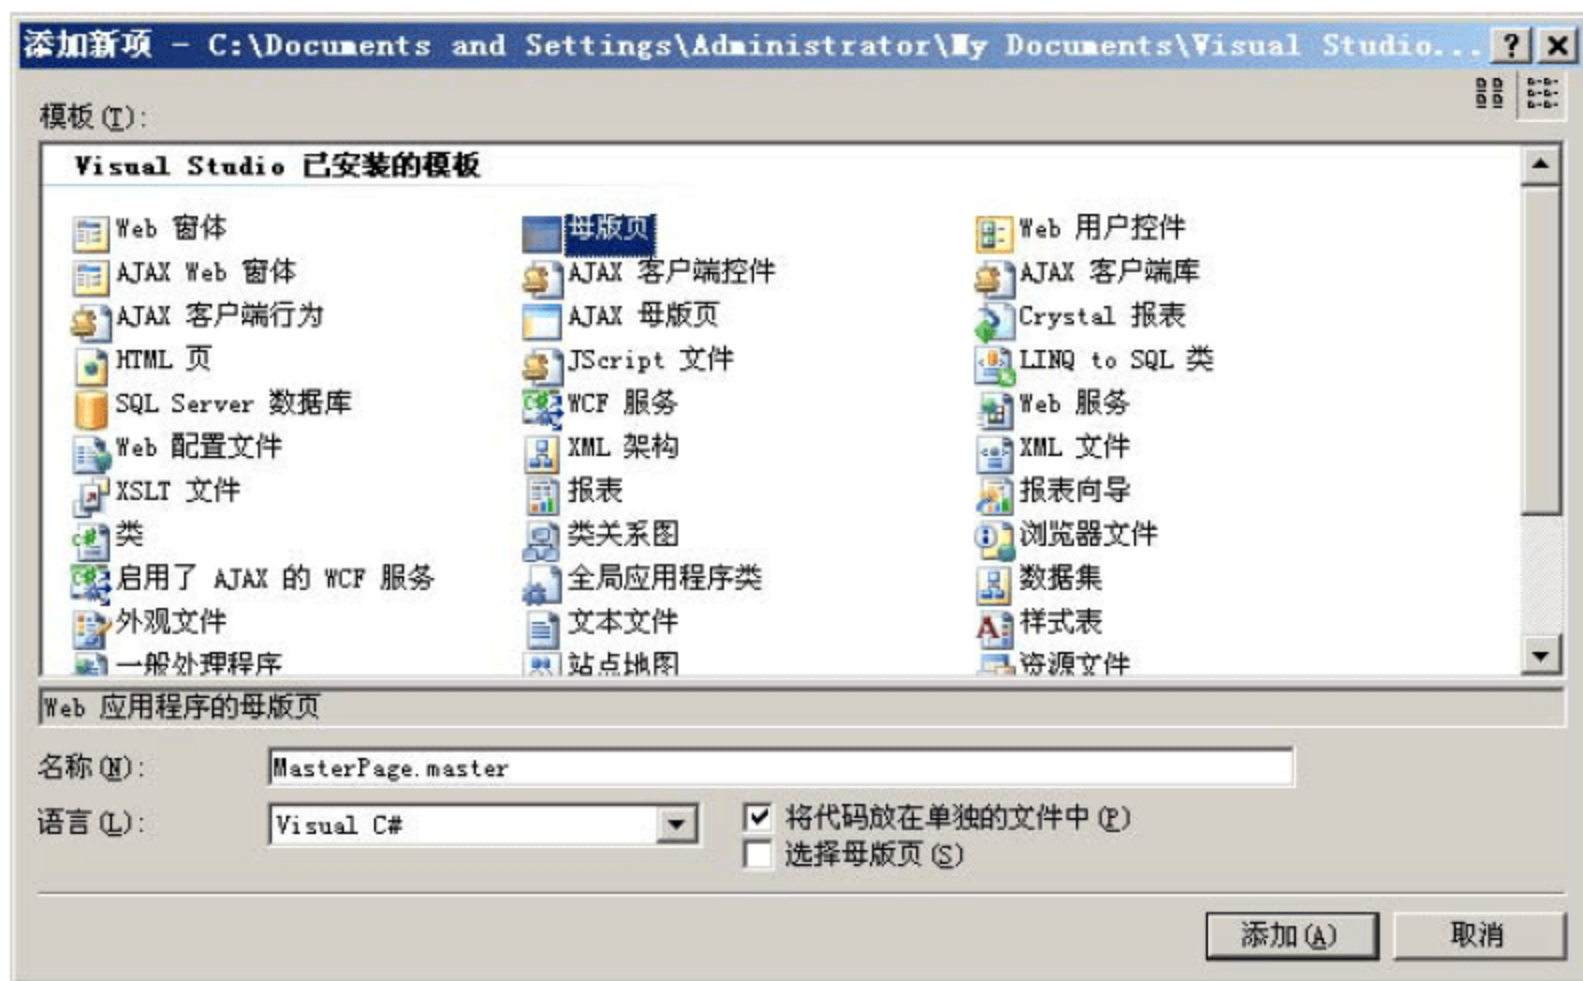 添加新项 - C:\Documents and Settings\Administrator\My Documents\Visual Studio...
模板(T):
Visual Studio 已安装的模板
Web 窗体 母版页 Web 用户控件
AJAX Web 窗体 AJAX 客户端控件 AJAX 客户端库
AJAX 客户端行为 AJAX 母版页 Crystal 报表
HTML 页 JScript 文件 LINQ to SQL 类
SQL Server 数据库 WCF 服务 Web 服务
Web 配置文件 XML 架构 XML 文件
XSLT 文件 报表 报表向导
类 类关系图 浏览器文件
启用了 AJAX 的 WCF 服务 全局应用程序类 数据集
外观文件 文本文件 样式表
一般处理程序 站点地图 资源文件
Web 应用程序的母版页
名称(N): MasterPage.master
语言(L): Visual C# 将代码放在单独的文件中(P)
选择母版页(S)
添加(A) 取消